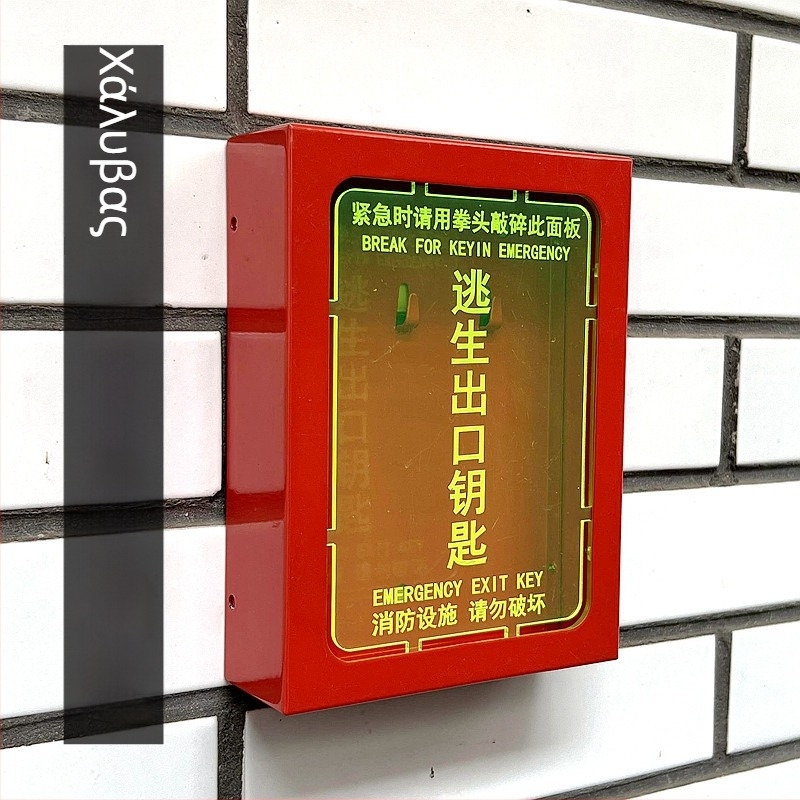 Χάλυβας
紧急时请用拳头敲碎此面板
BREAK FOR KEYIN EMERGENCY
逃生出口钥匙
EMERGENCY EXIT KEY
消防设施 请勿破坏